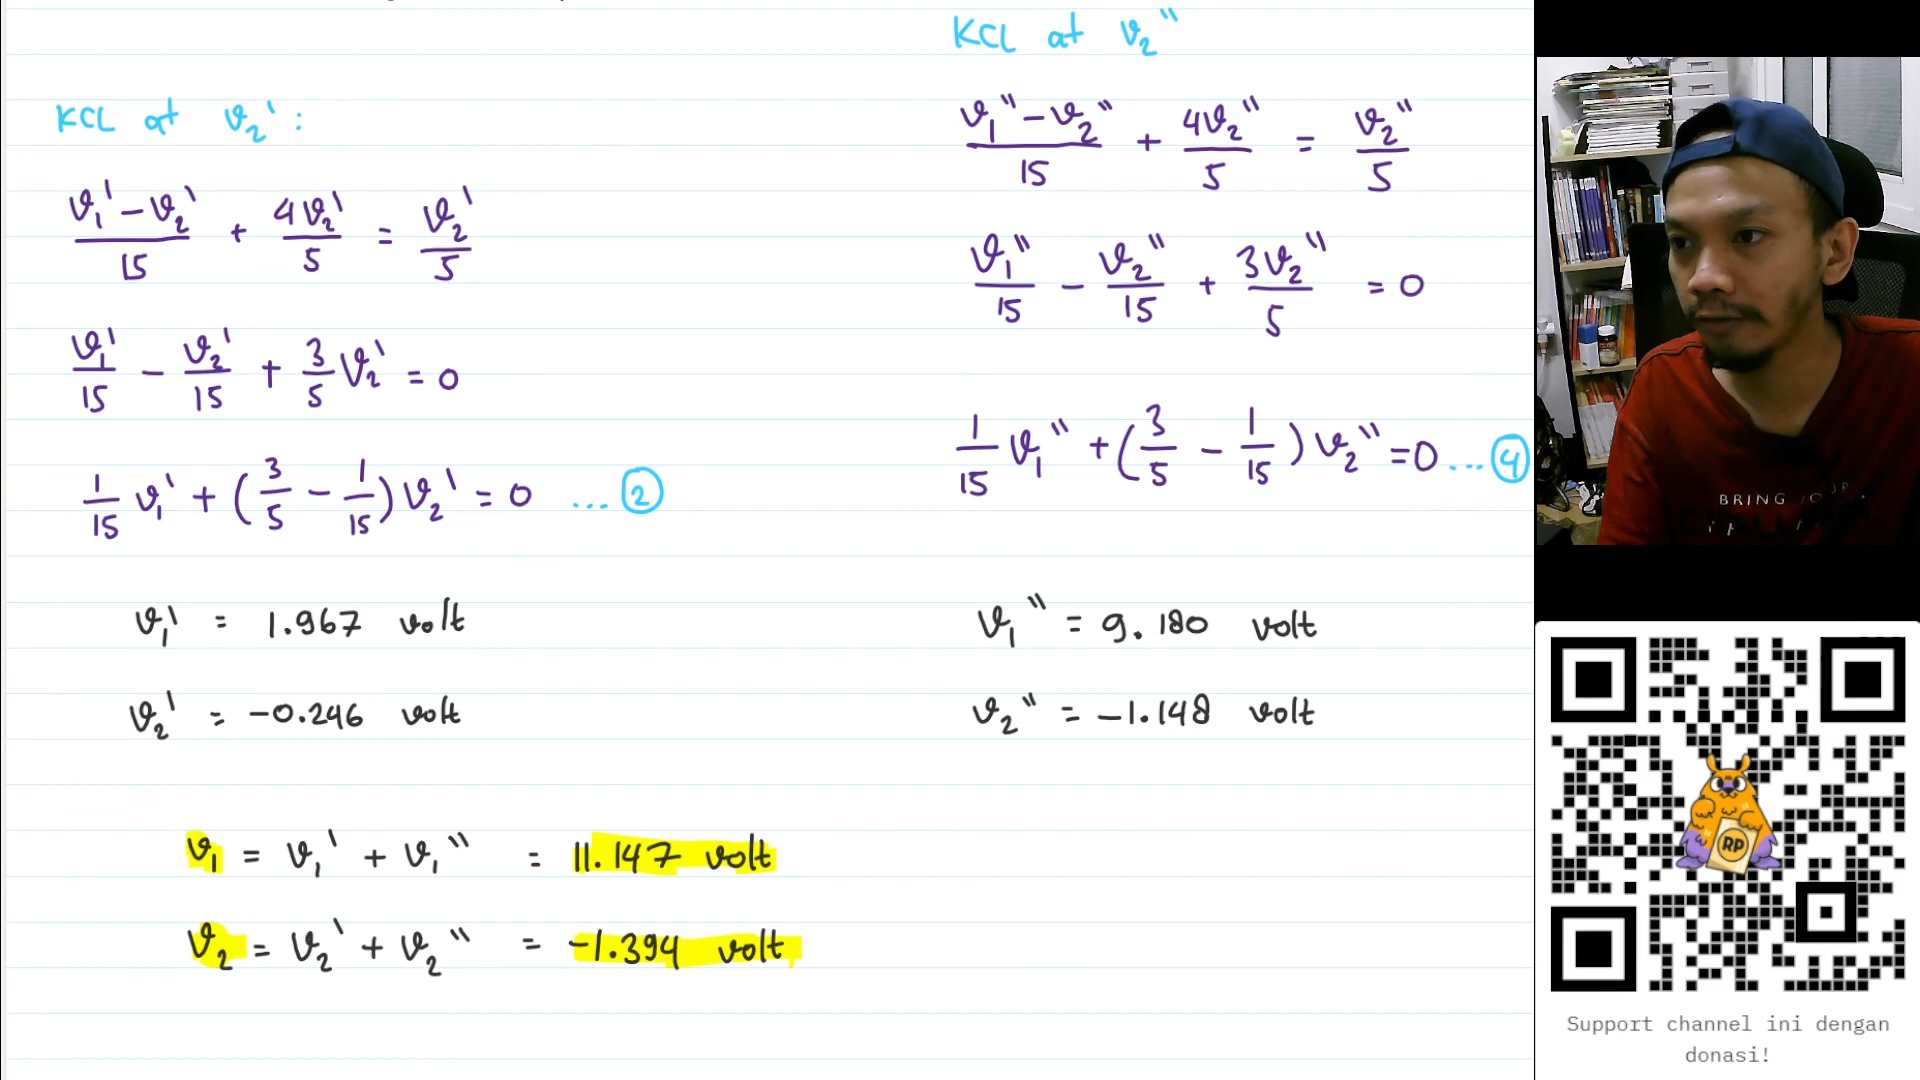 KCL at v₂' :
(v₁' − v₂')/15 + 4v₂'/5 = v₂'/5
v₁'/15 − v₂'/15 + 3/5 v₂' = 0
1/15 v₁' + (3/5 − 1/15) v₂' = 0 ... ②
v₁' = 1.967 volt
v₂' = −0.246 volt
KCL at v₂''
(v₁'' − v₂'')/15 + 4v₂''/5 = v₂''/5
v₁''/15 − v₂''/15 + 3v₂''/5 = 0
1/15 v₁'' + (3/5 − 1/15) v₂'' = 0 ... ④
v₁'' = 9.180 volt
v₂'' = −1.148 volt
v₁ = v₁' + v₁'' = 11.147 volt
v₂ = v₂' + v₂'' = −1.394 volt
BRING YOUR
RP
Support channel ini dengan
donasi!